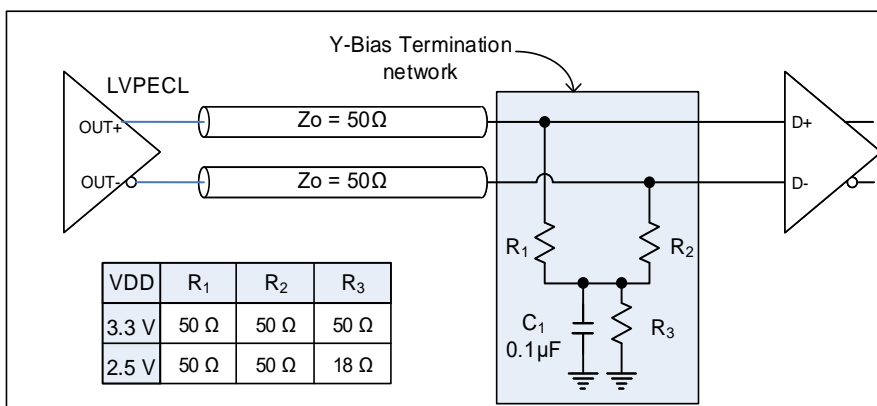 Y-Bias Termination
network
LVPECL
OUT+
OUT-
Zo = 50Ω
Zo = 50Ω
D+
D-
R1
R2
C1
0.1µF
R3
VDD R1 R2 R3
3.3 V 50 Ω 50 Ω 50 Ω
2.5 V 50 Ω 50 Ω 18 Ω